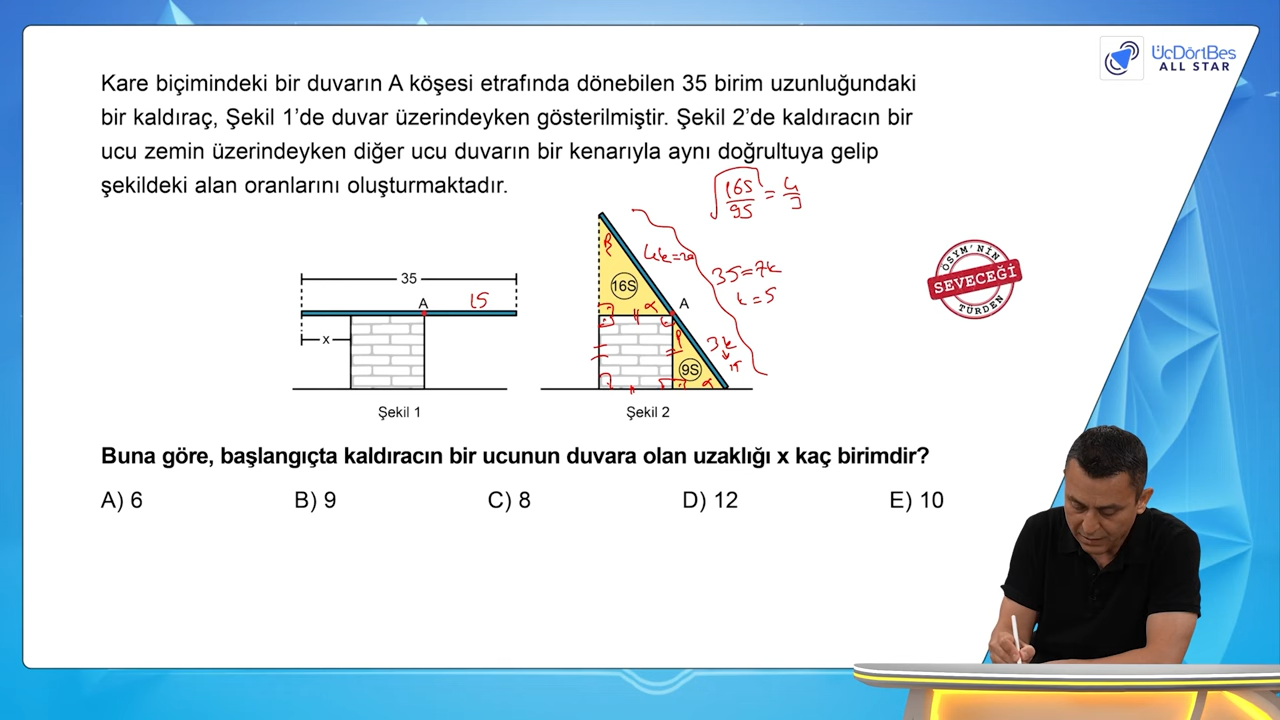 ÜçDörtBeş
ALL STAR
Kare biçimindeki bir duvarın A köşesi etrafında dönebilen 35 birim uzunluğundaki
bir kaldıraç, Şekil 1’de duvar üzerindeyken gösterilmiştir. Şekil 2’de kaldıracın bir
ucu zemin üzerindeyken diğer ucu duvarın bir kenarıyla aynı doğrultuya gelip
şekildeki alan oranlarını oluşturmaktadır.
√16S/9S = 4/3
35
A
15
x
Şekil 1
β
4k=20
16S
α
A
35=7k
k=5
β
3k
15
9S
α
Şekil 2
ÖSYM’NİN
SEVECEĞİ
TÜRDEN
Buna göre, başlangıçta kaldıracın bir ucunun duvara olan uzaklığı x kaç birimdir?
A) 6 B) 9 C) 8 D) 12 E) 10